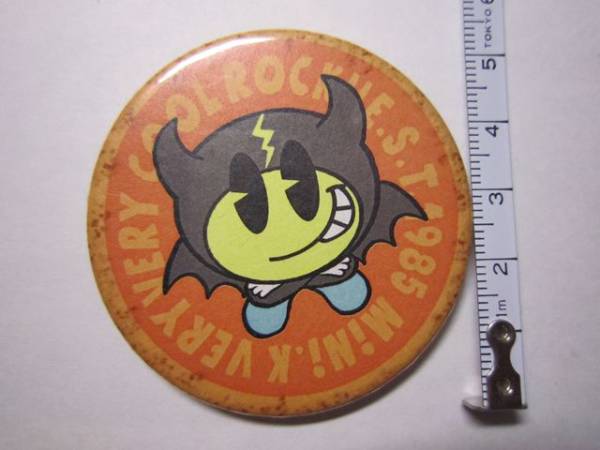 VERY VERY COOL ROCK E.S.T. 1985 MiNi.K
TOKYO
5
4
3
2
1m